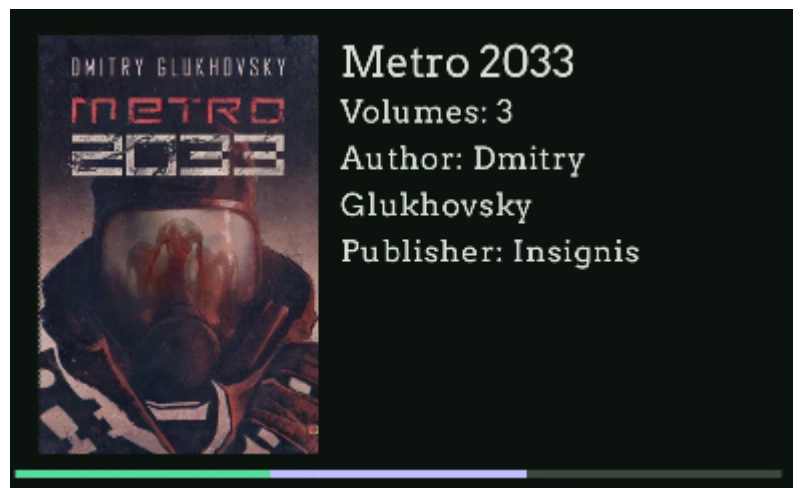 DMITRY GLUKHOVSKY
METRO
2033
Metro 2033
Volumes: 3
Author: Dmitry
Glukhovsky
Publisher: Insignis